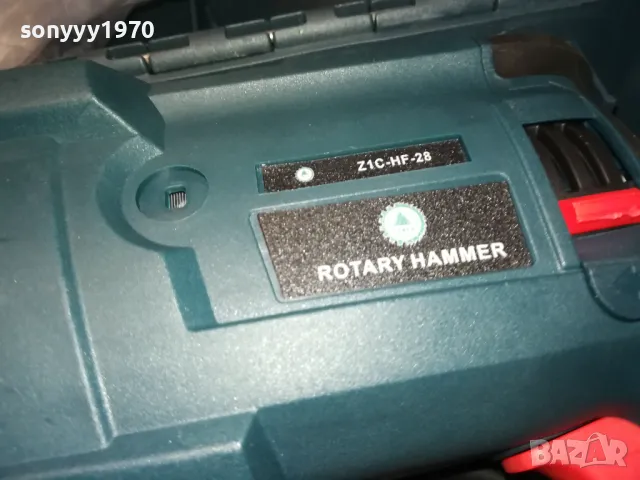 sonyyy1970
Z1C-HF-28
ROTARY HAMMER
BAZAR